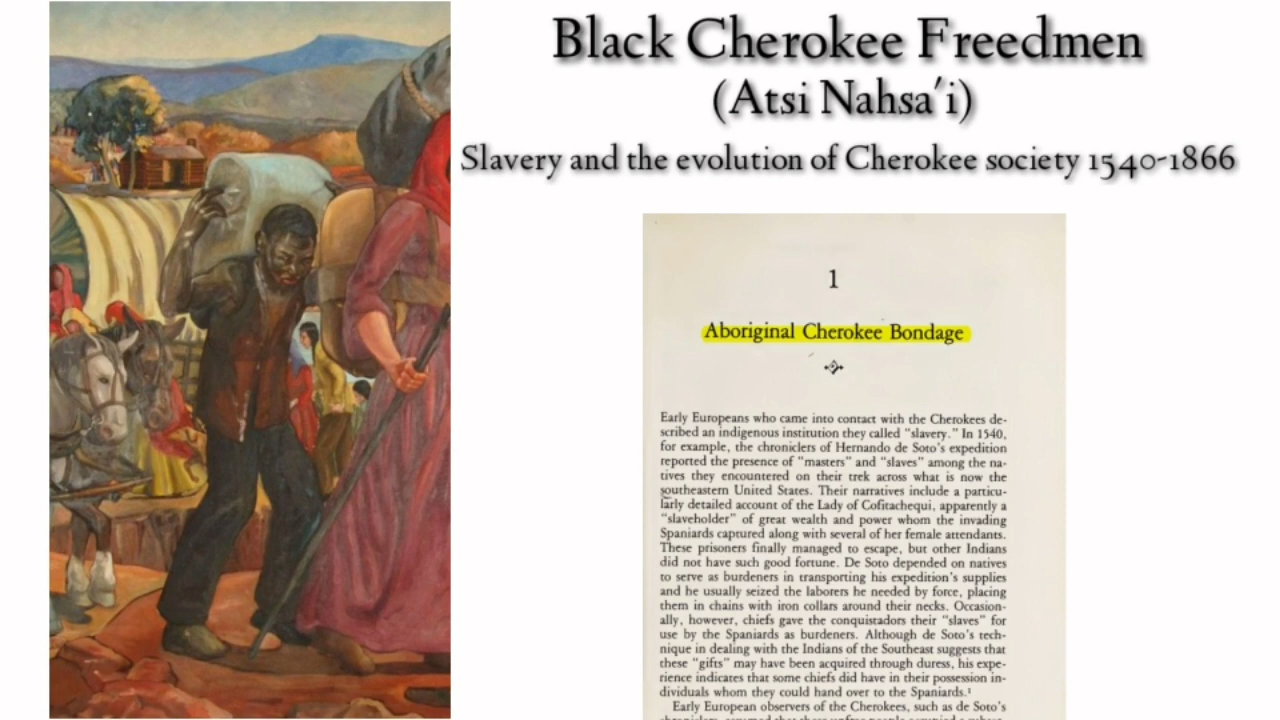 Black Cherokee Freedmen
(Atsi Nahsa'i)
Slavery and the evolution of Cherokee society 1540-1866
1
Aboriginal Cherokee Bondage
Early Europeans who came into contact with the Cherokees de-
scribed an indigenous institution they called "slavery." In 1540,
for example, the chroniclers of Hernando de Soto's expedition
reported the presence of "masters" and "slaves" among the na-
tives they encountered on their trek across what is now the
southeastern United States. Their narratives include a particu-
larly detailed account of the Lady of Cofitachequi, apparently a
"slaveholder" of great wealth and power whom the invading
Spaniards captured along with several of her female attendants.
These prisoners finally managed to escape, but other Indians
did not have such good fortune. De Soto depended on natives
to serve as burdeners in transporting his expedition's supplies
and he usually seized the laborers he needed by force, placing
them in chains with iron collars around their necks. Occasion-
ally, however, chiefs gave the conquistadors their "slaves" for
use by the Spaniards as burdeners. Although de Soto's tech-
nique in dealing with the Indians of the Southeast suggests that
these "gifts" may have been acquired through duress, his expe-
rience indicates that some chiefs did have in their possession in-
dividuals whom they could hand over to the Spaniards.¹
Early European observers of the Cherokees, such as de Soto's